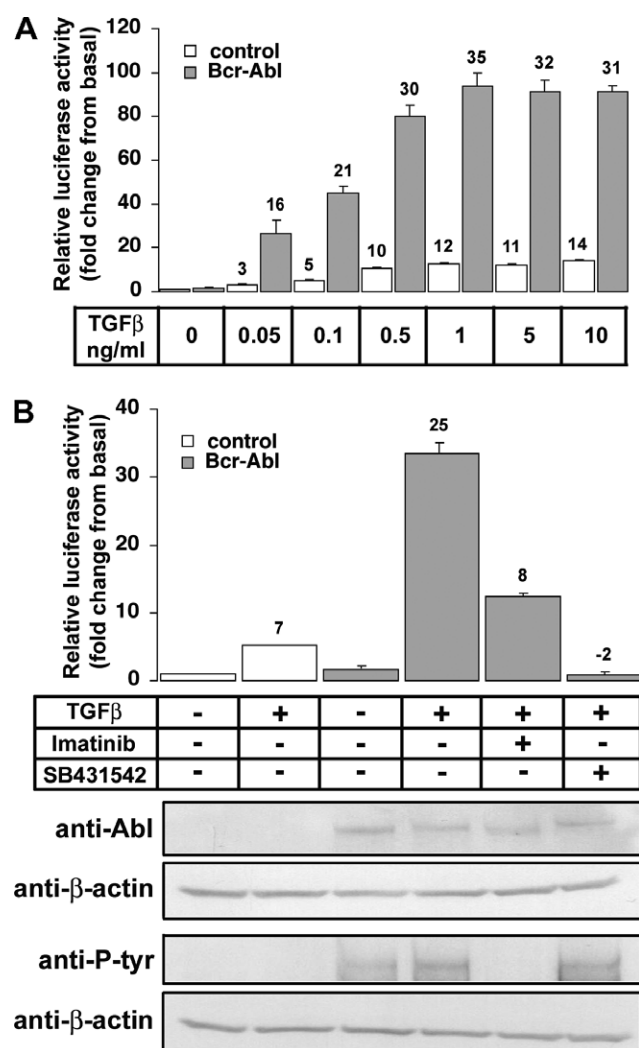 A
Relative luciferase activity
(fold change from basal)
120
100
80
60
40
20
0
control
Bcr-Abl
3
16
5
21
10
30
12
35
11
32
14
31
TGFβ
ng/ml
0 0.05 0.1 0.5 1 5 10
B
Relative luciferase activity
(fold change from basal)
40
30
20
10
0
control
Bcr-Abl
7
25
8
-2
TGFβ - + - + + +
Imatinib - - - - + -
SB431542 - - - - - +
anti-Abl
anti-β-actin
anti-P-tyr
anti-β-actin